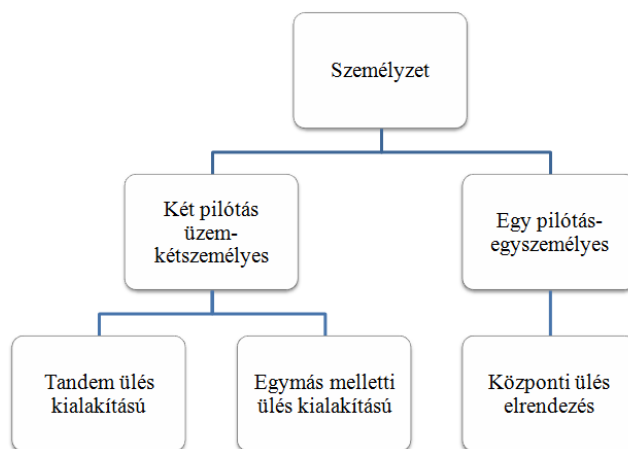 Személyzet
Két pilótás
üzem-
kétszemélyes
Egy pilótás-
egyszemélyes
Tandem ülés
kialakítású
Egymás melletti
ülés kialakítású
Központi ülés
elrendezés